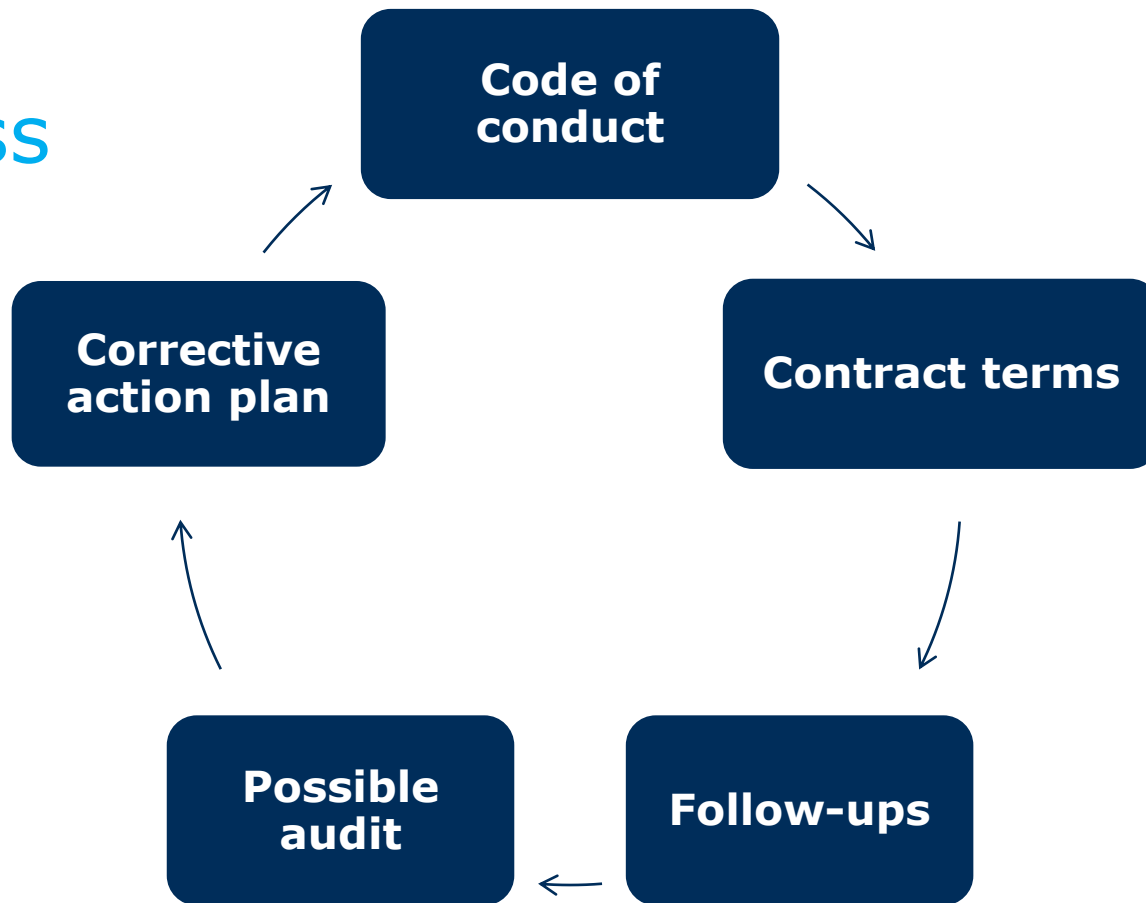 ss
Code of
conduct
Corrective
action plan
Contract terms
Possible
audit
Follow-ups